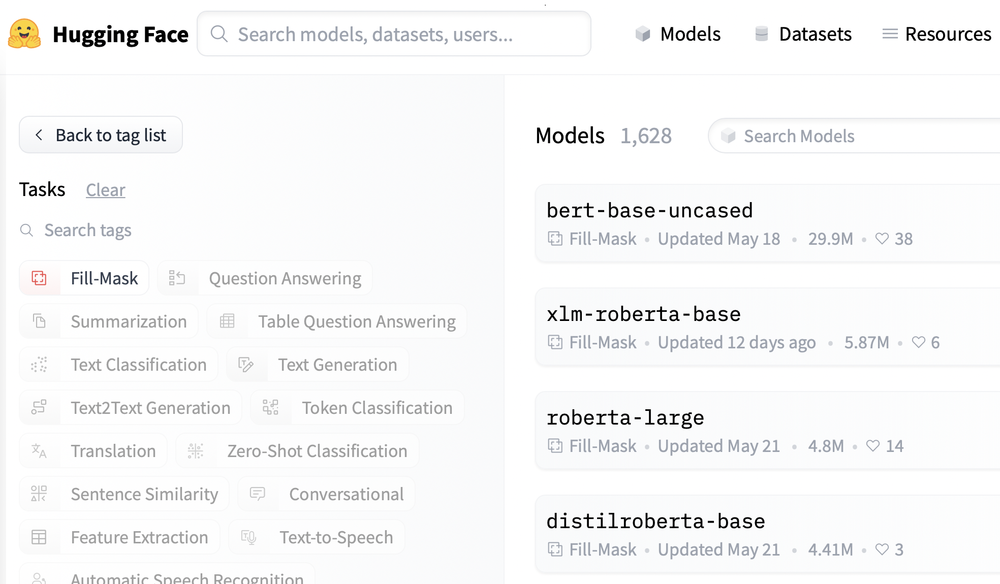 Hugging Face
Search models, datasets, users...
Models
Datasets
Resources
Back to tag list
Tasks
Clear
Search tags
Fill-Mask
Question Answering
Summarization
Table Question Answering
Text Classification
Text Generation
Text2Text Generation
Token Classification
Translation
Zero-Shot Classification
Sentence Similarity
Conversational
Feature Extraction
Text-to-Speech
Automatic Speech Recognition
Models 1,628
Search Models
bert-base-uncased
Fill-Mask • Updated May 18 • 29.9M • 38
xlm-roberta-base
Fill-Mask • Updated 12 days ago • 5.87M • 6
roberta-large
Fill-Mask • Updated May 21 • 4.8M • 14
distilroberta-base
Fill-Mask • Updated May 21 • 4.41M • 3